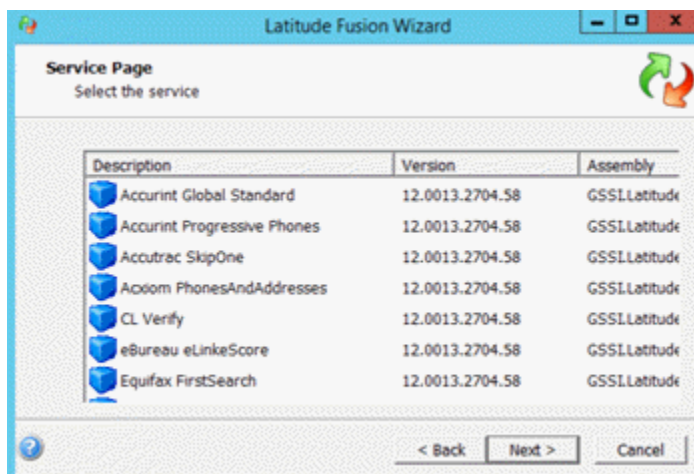 Latitude Fusion Wizard
Service Page
Select the service
Description Version Assembly
Accurint Global Standard 12.0013.2704.58 GSSI.Latitude
Accurint Progressive Phones 12.0013.2704.58 GSSI.Latitude
Accutrac SkipOne 12.0013.2704.58 GSSI.Latitude
Acxiom PhonesAndAddresses 12.0013.2704.58 GSSI.Latitude
CL Verify 12.0013.2704.58 GSSI.Latitude
eBureau eLinkeScore 12.0013.2704.58 GSSI.Latitude
Equifax FirstSearch 12.0013.2704.58 GSSI.Latitude
< Back Next > Cancel